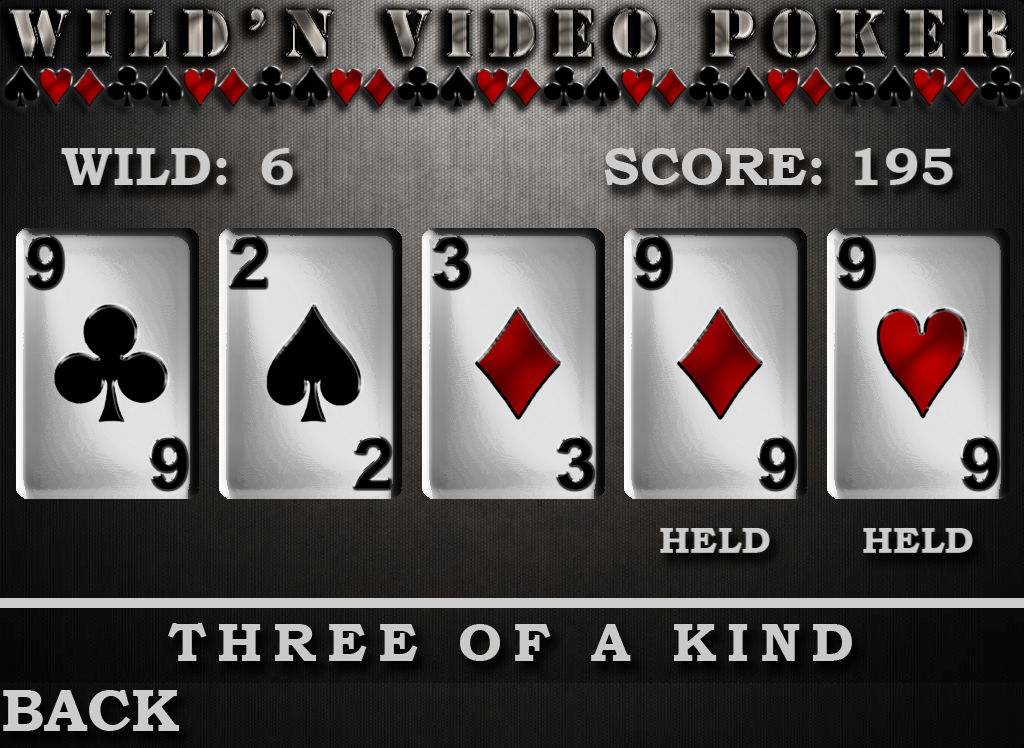 WILD'N VIDEO POKER
WILD: 6 SCORE: 195
9 2 3 9 9
9 2 3 9 9
HELD HELD
THREE OF A KIND
BACK